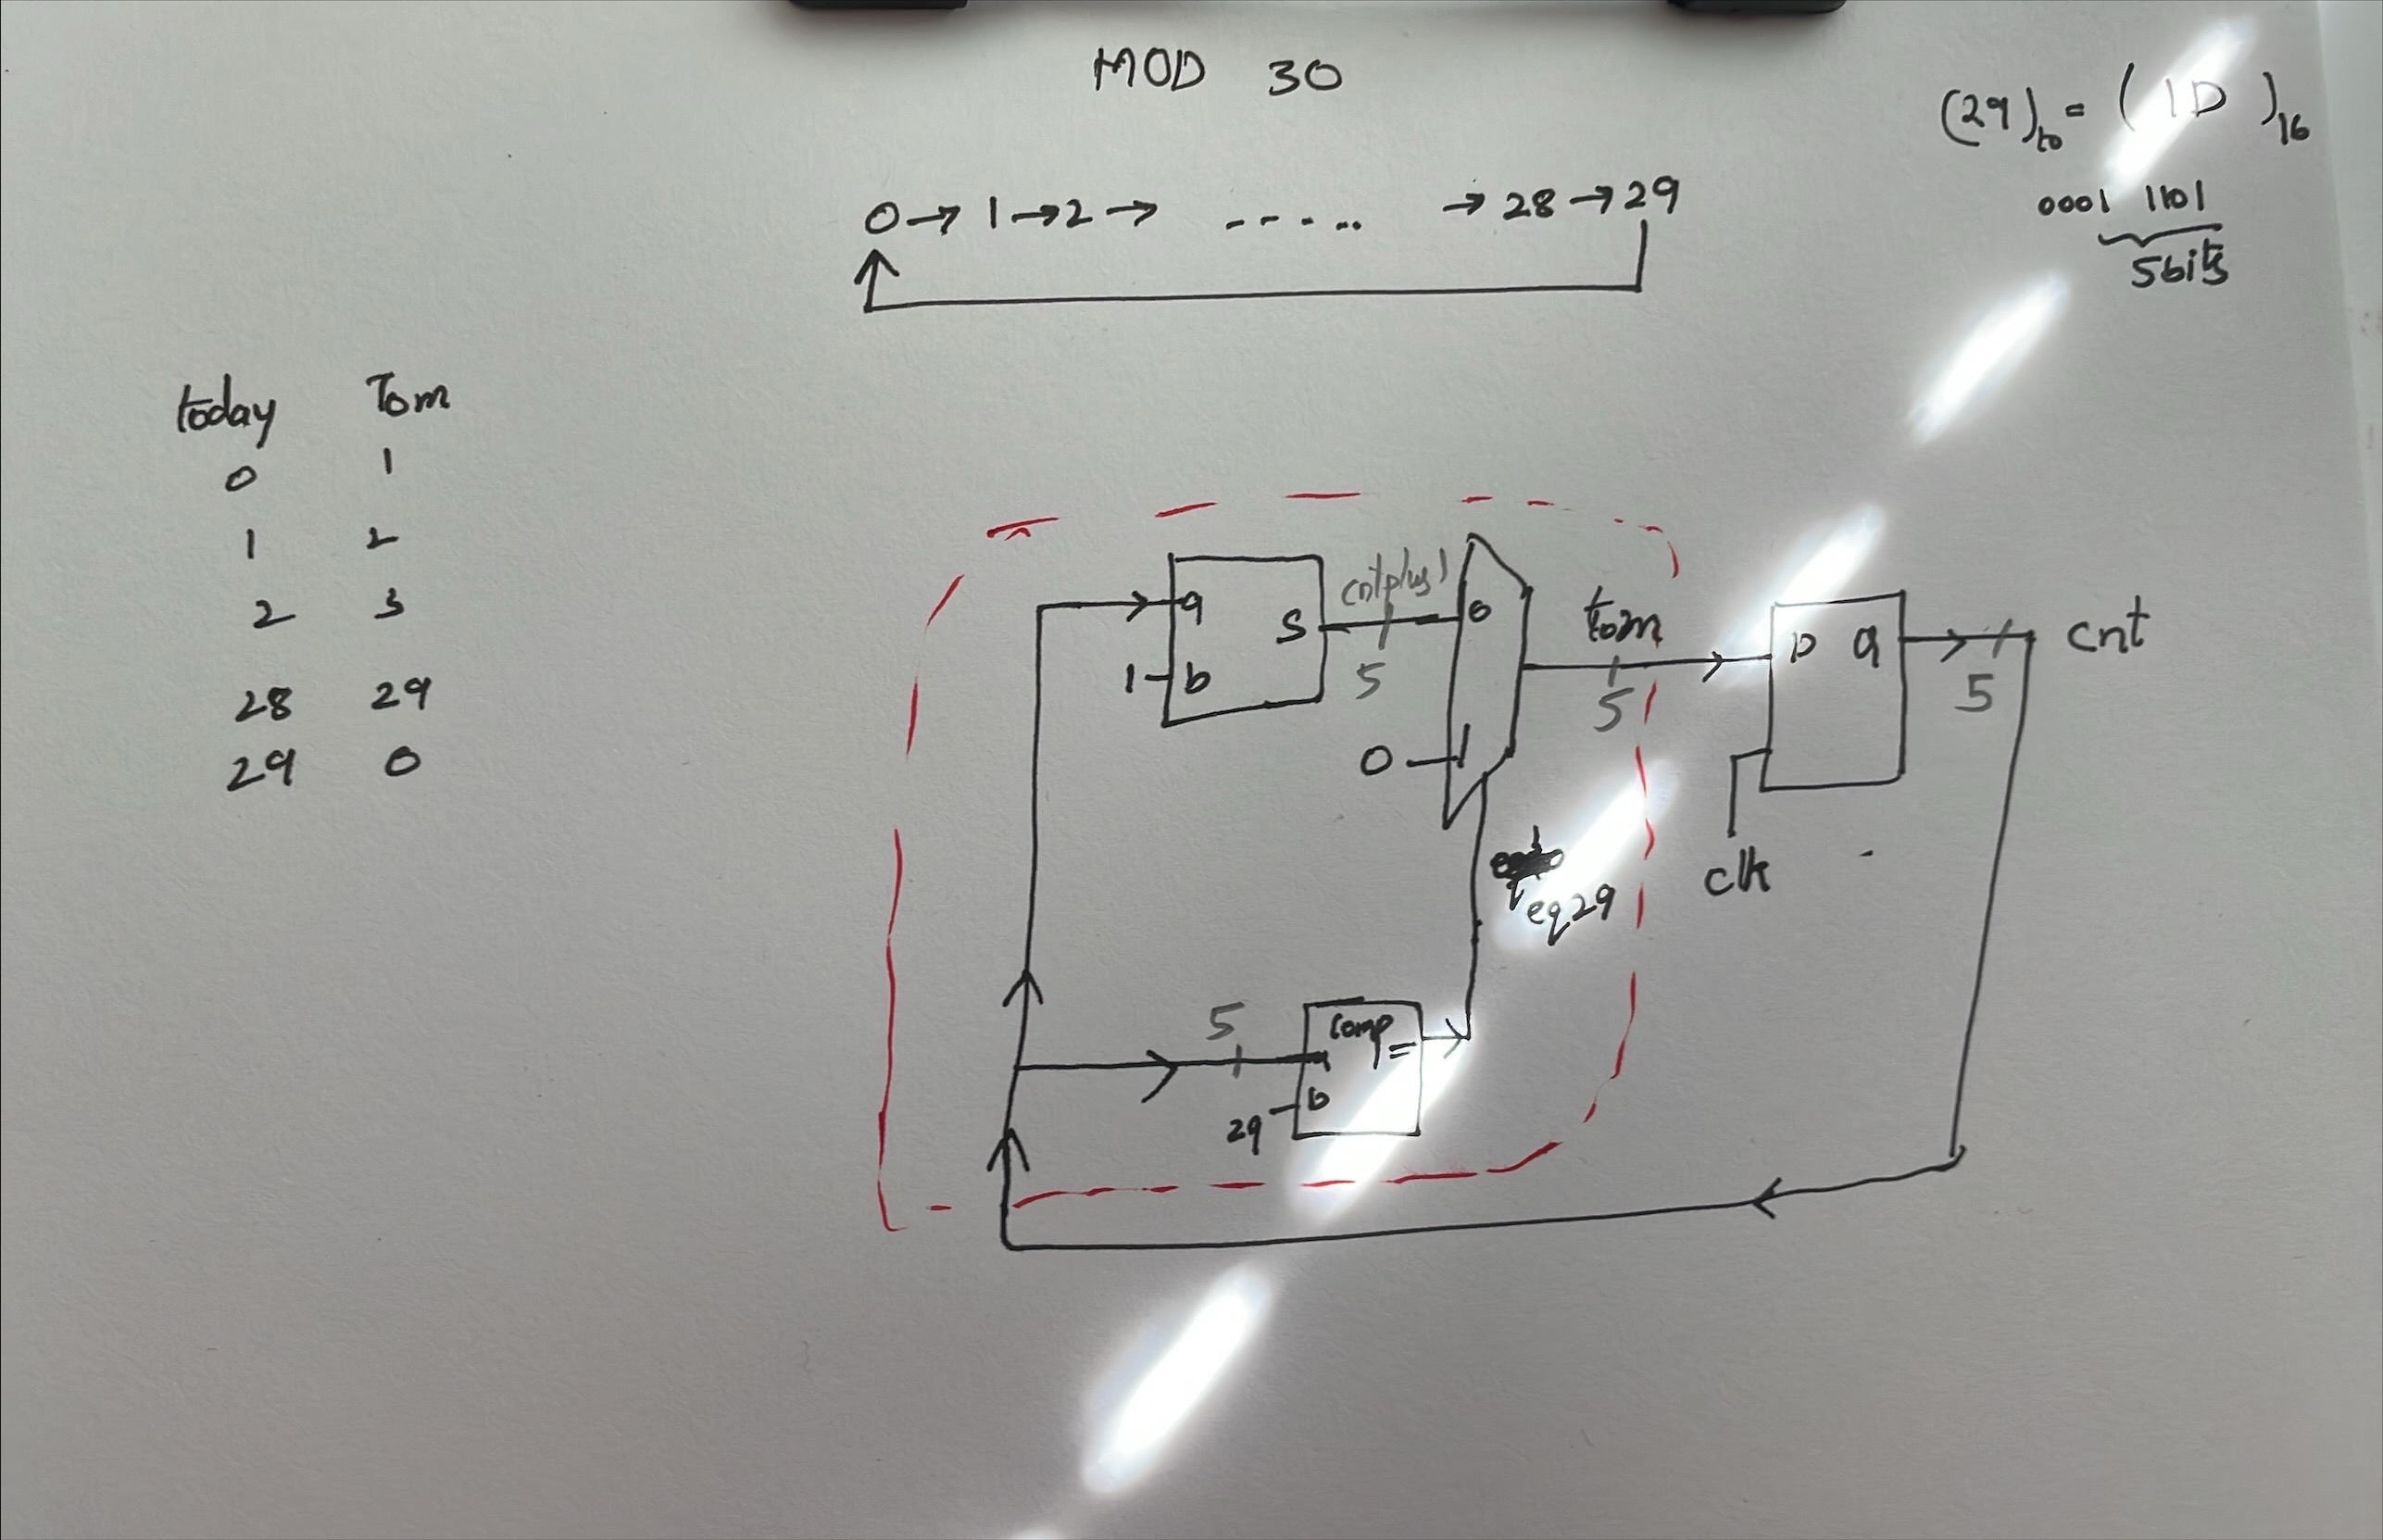 MOD 30
(29)10 = (1D)16
0001 1101
5bits
0→1→2→ ----.. →28→29
today Tom
0 1
1 2
2 3
28 29
29 0
cntplus1
a
S
1
b
5
0
0
1
tom
5
D Q
5
cnt
clk
eq29
5
comp
a =
b
29